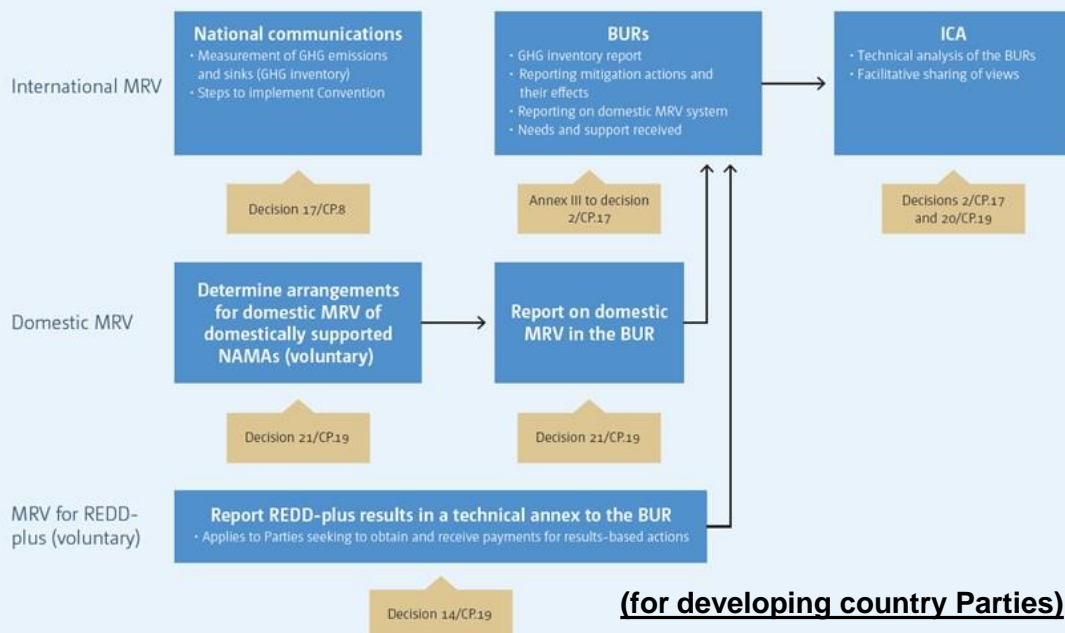 International MRV
National communications
· Measurement of GHG emissions
and sinks (GHG inventory)
· Steps to implement Convention
BURs
· GHG inventory report
· Reporting mitigation actions and
their effects
· Reporting on domestic MRV system
· Needs and support received
ICA
· Technical analysis of the BURs
· Facilitative sharing of views
Decision 17/CP.8
Annex III to decision
2/CP.17
Decisions 2/CP.17
and 20/CP.19
Domestic MRV
Determine arrangements
for domestic MRV of
domestically supported
NAMAs (voluntary)
Report on domestic
MRV in the BUR
Decision 21/CP.19
Decision 21/CP.19
MRV for REDD-
plus (voluntary)
Report REDD-plus results in a technical annex to the BUR
· Applies to Parties seeking to obtain and receive payments for results-based actions
Decision 14/CP.19
(for developing country Parties)